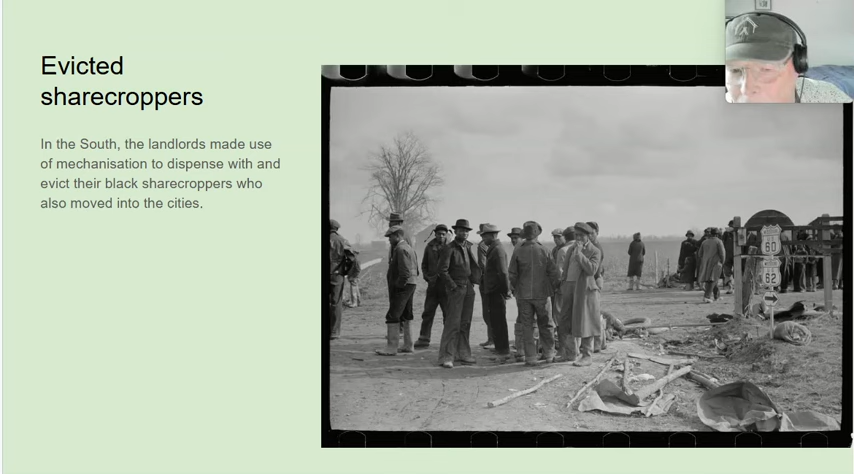 Evicted
sharecroppers
In the South, the landlords made use
of mechanisation to dispense with and
evict their black sharecroppers who
also moved into the cities.
60
62